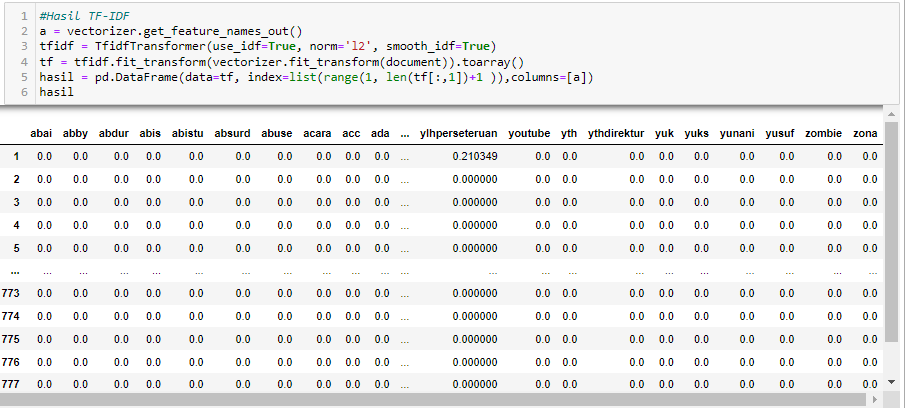 1 #Hasil TF-IDF
2 a = vectorizer.get_feature_names_out()
3 tfidf = TfidfTransformer(use_idf=True, norm='l2', smooth_idf=True)
4 tf = tfidf.fit_transform(vectorizer.fit_transform(document)).toarray()
5 hasil = pd.DataFrame(data=tf, index=list(range(1, len(tf[:,1])+1 )),columns=[a])
6 hasil
abai abby abdur abis abistu absurd abuse acara acc ada ... ylhperseteruan youtube yth ythdirektur yuk yuks yunani yusuf zombie zona
1 0.0 0.0 0.0 0.0 0.0 0.0 0.0 0.0 0.0 0.0 ... 0.210349 0.0 0.0 0.0 0.0 0.0 0.0 0.0 0.0 0.0
2 0.0 0.0 0.0 0.0 0.0 0.0 0.0 0.0 0.0 0.0 ... 0.000000 0.0 0.0 0.0 0.0 0.0 0.0 0.0 0.0 0.0
3 0.0 0.0 0.0 0.0 0.0 0.0 0.0 0.0 0.0 0.0 ... 0.000000 0.0 0.0 0.0 0.0 0.0 0.0 0.0 0.0 0.0
4 0.0 0.0 0.0 0.0 0.0 0.0 0.0 0.0 0.0 0.0 ... 0.000000 0.0 0.0 0.0 0.0 0.0 0.0 0.0 0.0 0.0
5 0.0 0.0 0.0 0.0 0.0 0.0 0.0 0.0 0.0 0.0 ... 0.000000 0.0 0.0 0.0 0.0 0.0 0.0 0.0 0.0 0.0
... ... ... ... ... ... ... ... ... ... ... ... ... ... ... ... ... ... ... ... ... ...
773 0.0 0.0 0.0 0.0 0.0 0.0 0.0 0.0 0.0 0.0 ... 0.000000 0.0 0.0 0.0 0.0 0.0 0.0 0.0 0.0 0.0
774 0.0 0.0 0.0 0.0 0.0 0.0 0.0 0.0 0.0 0.0 ... 0.000000 0.0 0.0 0.0 0.0 0.0 0.0 0.0 0.0 0.0
775 0.0 0.0 0.0 0.0 0.0 0.0 0.0 0.0 0.0 0.0 ... 0.000000 0.0 0.0 0.0 0.0 0.0 0.0 0.0 0.0 0.0
776 0.0 0.0 0.0 0.0 0.0 0.0 0.0 0.0 0.0 0.0 ... 0.000000 0.0 0.0 0.0 0.0 0.0 0.0 0.0 0.0 0.0
777 0.0 0.0 0.0 0.0 0.0 0.0 0.0 0.0 0.0 0.0 ... 0.000000 0.0 0.0 0.0 0.0 0.0 0.0 0.0 0.0 0.0